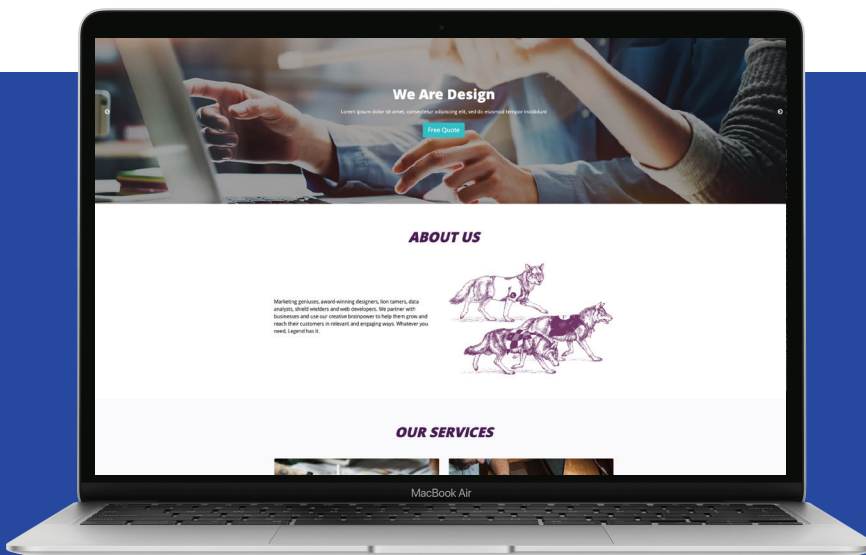 We Are Design
Lorem ipsum dolor sit amet, consectetur adipiscing elit, sed do eiusmod tempor incididunt
Free Quote
ABOUT US
Marketing geniuses, award-winning designers, lion tamers, data
analysts, shield wielders and web developers. We partner with
businesses and use our creative brainpower to help them grow and
reach their customers in relevant and engaging ways. Whatever you
need, Legend has it.
OUR SERVICES
MacBook Air